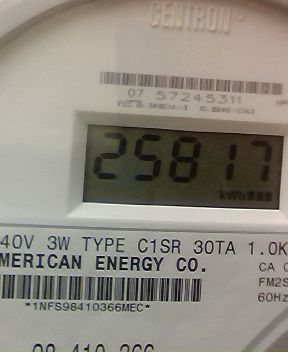 CENTRON®
07 57245311
25817
kWh
40V 3W TYPE C1SR 30TA 1.0K
MERICAN ENERGY CO.
CA 0
FM2S
60Hz
*1NFS98410366MEC*